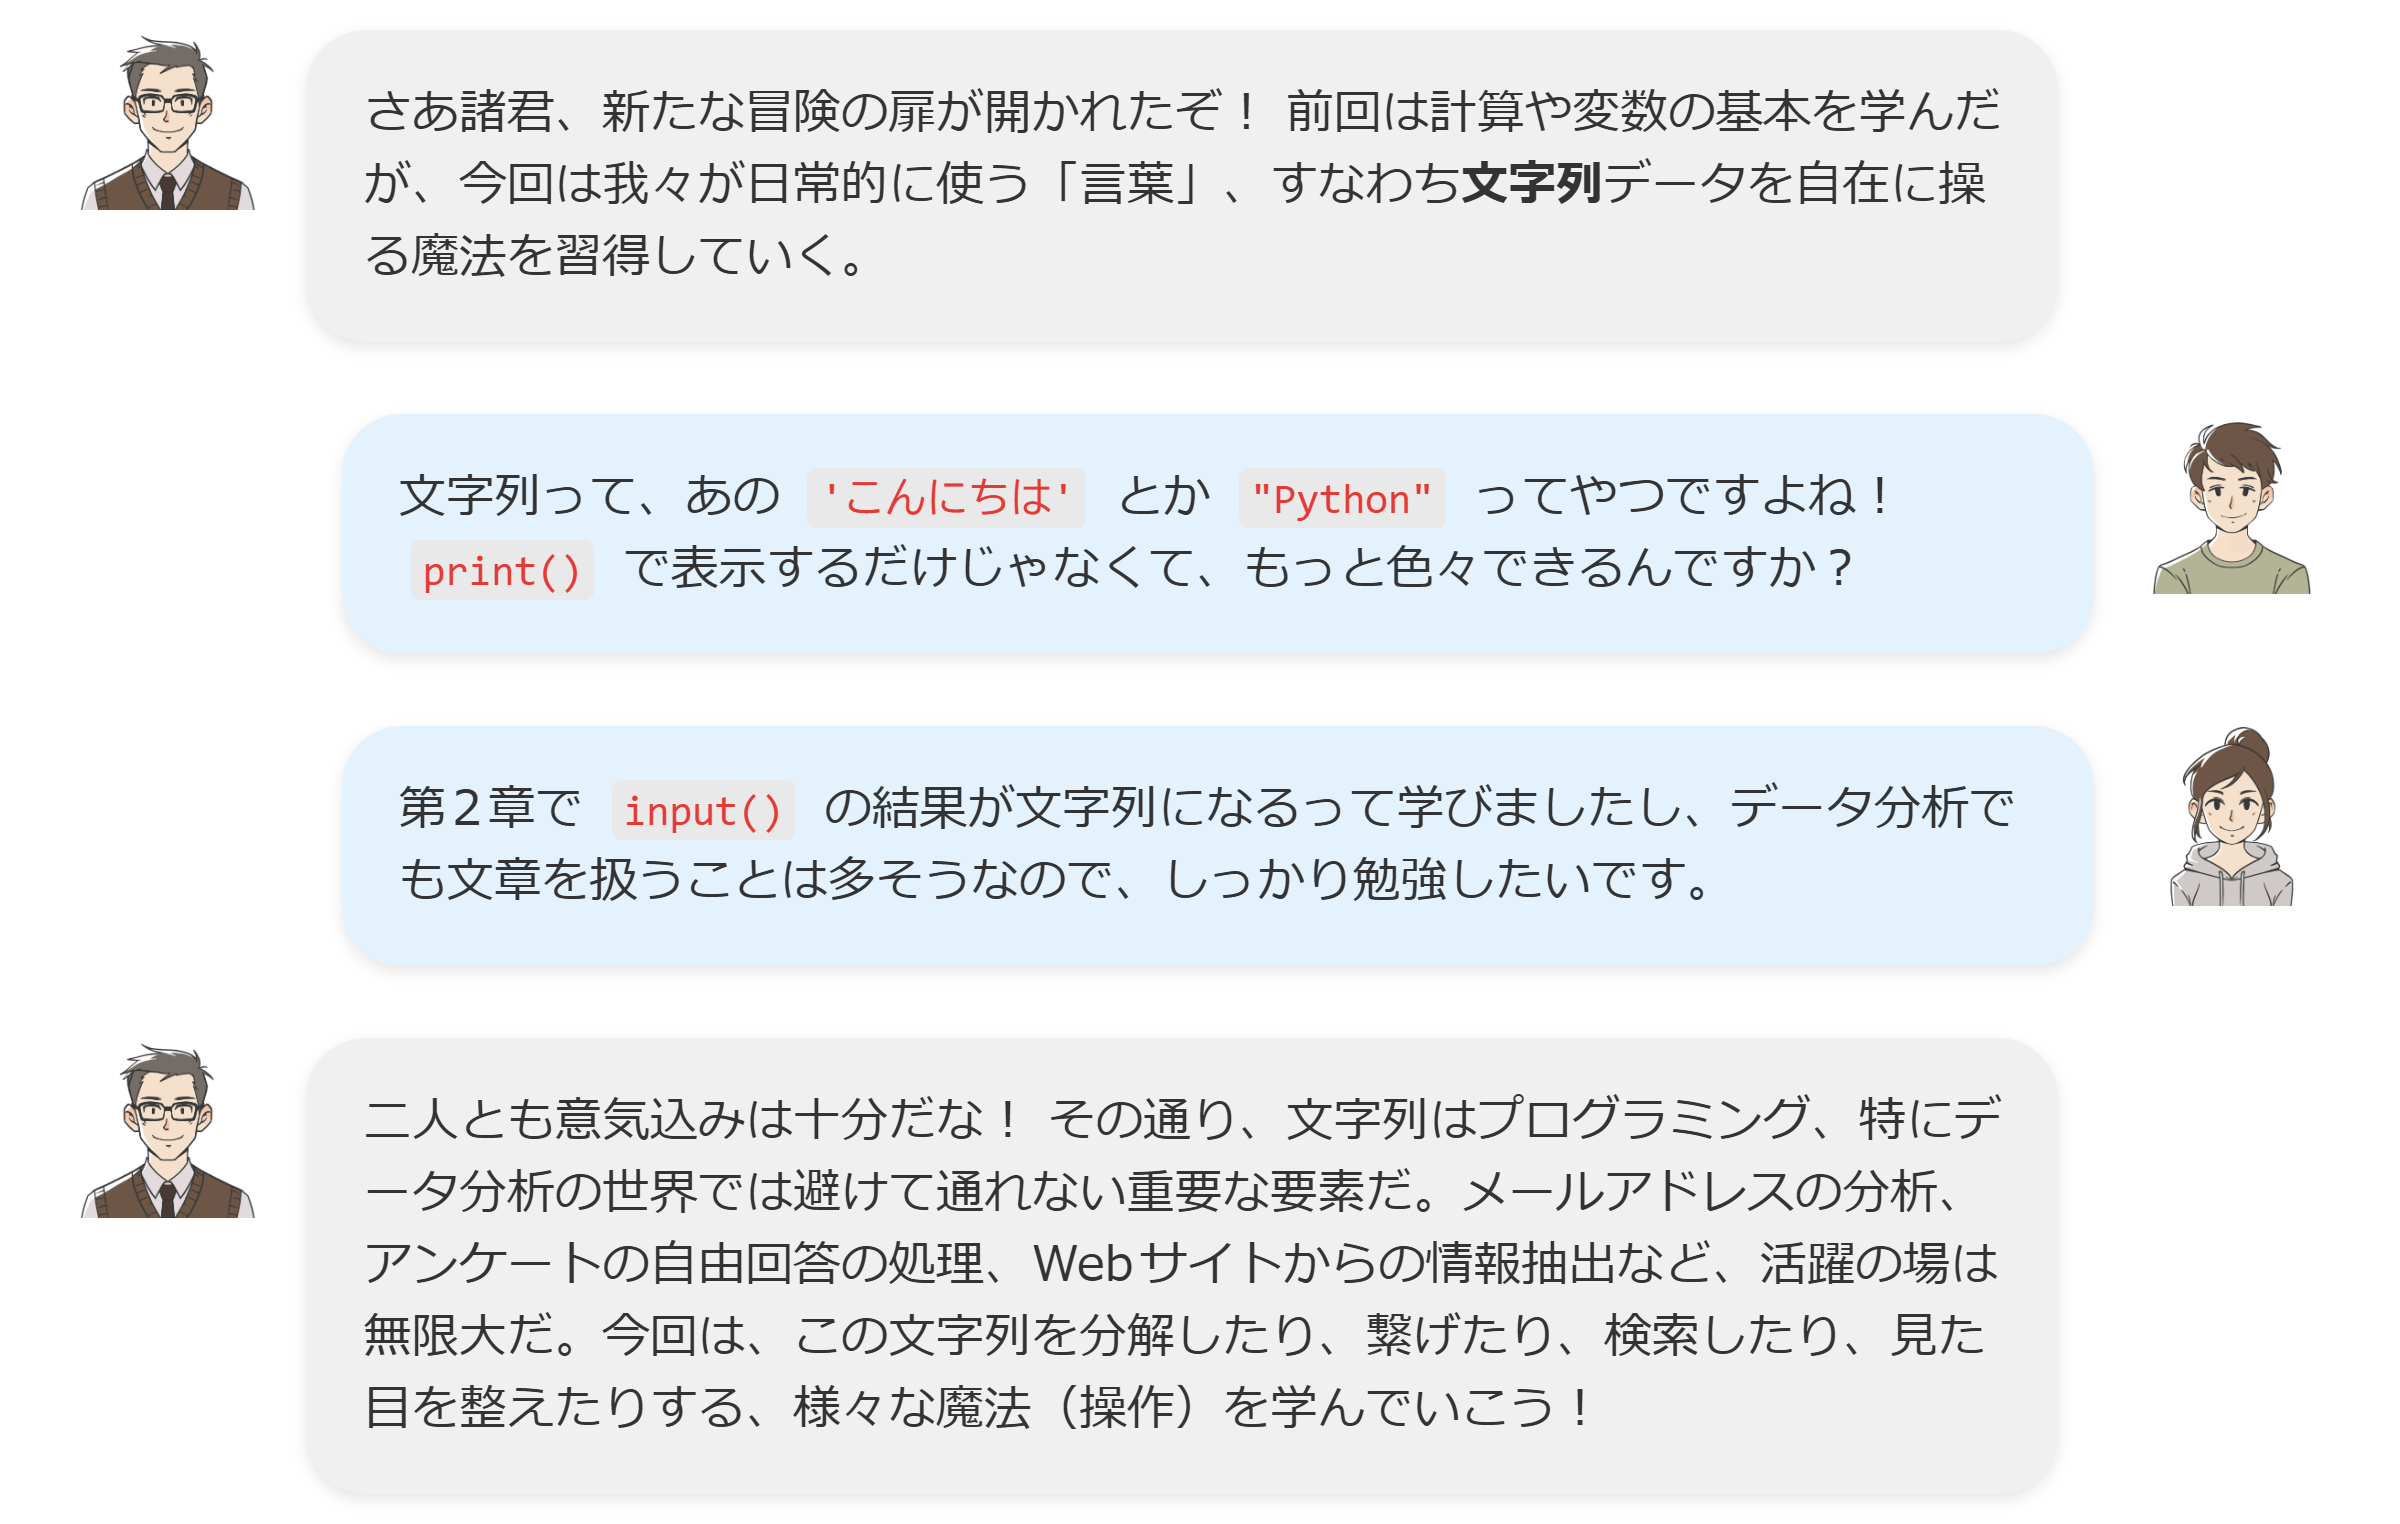 さあ諸君、新たな冒険の扉が開かれたぞ！ 前回は計算や変数の基本を学んだ
が、今回は我々が日常的に使う「言葉」、すなわち文字列データを自在に操
る魔法を習得していく。
文字列って、あの 'こんにちは' とか "Python" ってやつですよね！
print() で表示するだけじゃなくて、もっと色々できるんですか？
第２章で input() の結果が文字列になるって学びましたし、データ分析で
も文章を扱うことは多そうなので、しっかり勉強したいです。
二人とも意気込みは十分だな！ その通り、文字列はプログラミング、特にデ
ータ分析の世界では避けて通れない重要な要素だ。メールアドレスの分析、
アンケートの自由回答の処理、Webサイトからの情報抽出など、活躍の場は
無限大だ。今回は、この文字列を分解したり、繋げたり、検索したり、見た
目を整えたりする、様々な魔法（操作）を学んでいこう！